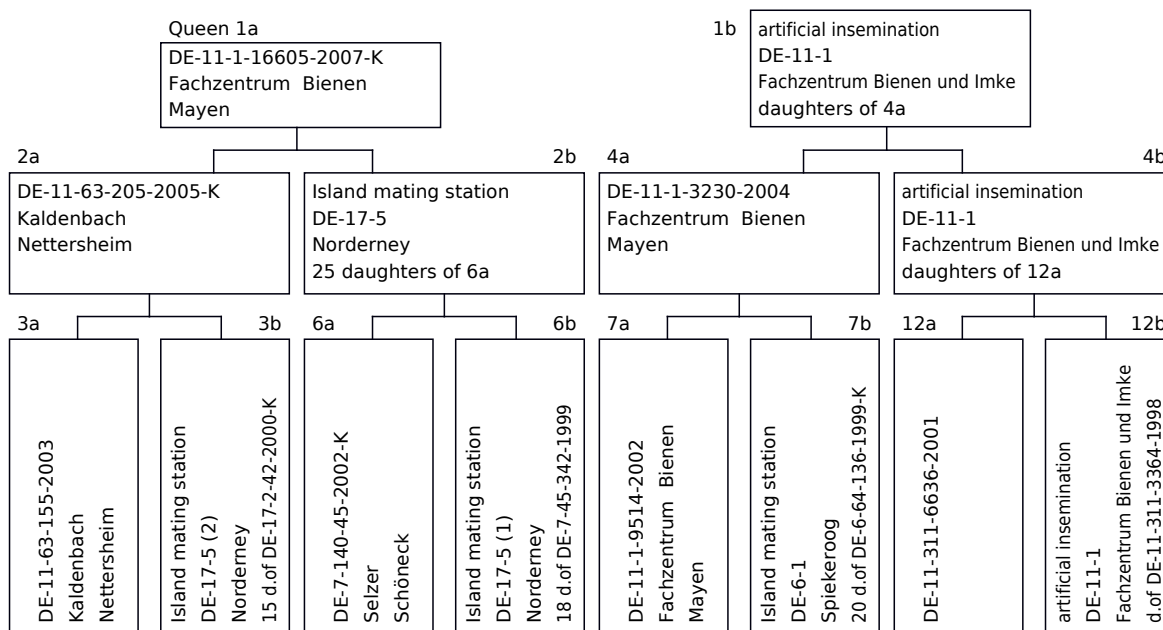 Queen 1a
DE-11-1-16605-2007-K
Fachzentrum Bienen
Mayen
1b
artificial insemination
DE-11-1
Fachzentrum Bienen und Imke
daughters of 4a
2a
DE-11-63-205-2005-K
Kaldenbach
Nettersheim
2b
Island mating station
DE-17-5
Norderney
25 daughters of 6a
4a
DE-11-1-3230-2004
Fachzentrum Bienen
Mayen
4b
artificial insemination
DE-11-1
Fachzentrum Bienen und Imke
daughters of 12a
3a
DE-11-63-155-2003
Kaldenbach
Nettersheim
3b
Island mating station
DE-17-5 (2)
Norderney
15 d.of DE-17-2-42-2000-K
6a
DE-7-140-45-2002-K
Selzer
Schöneck
6b
Island mating station
DE-17-5 (1)
Norderney
18 d.of DE-7-45-342-1999
7a
DE-11-1-9514-2002
Fachzentrum Bienen
Mayen
7b
Island mating station
DE-6-1
Spiekeroog
20 d.of DE-6-64-136-1999-K
12a
DE-11-311-6636-2001
12b
artificial insemination
DE-11-1
Fachzentrum Bienen und Imke
d.of DE-11-311-3364-1998